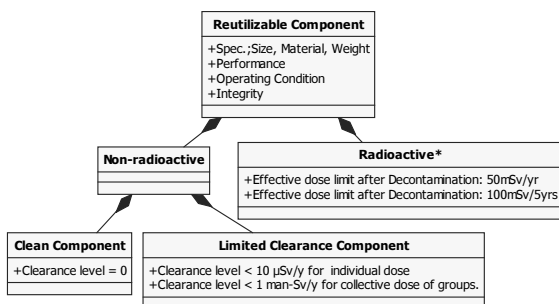 Reutilizable Component
+Spec.;Size, Material, Weight
+Performance
+Operating Condition
+Integrity
Non-radioactive
Radioactive*
+Effective dose limit after Decontamination: 50mSv/yr
+Effective dose limit after Decontamination: 100mSv/5yrs
Clean Component
+Clearance level = 0
Limited Clearance Component
+Clearance level < 10 µSv/y for individual dose
+Clearance level < 1 man-Sv/y for collective dose of groups.